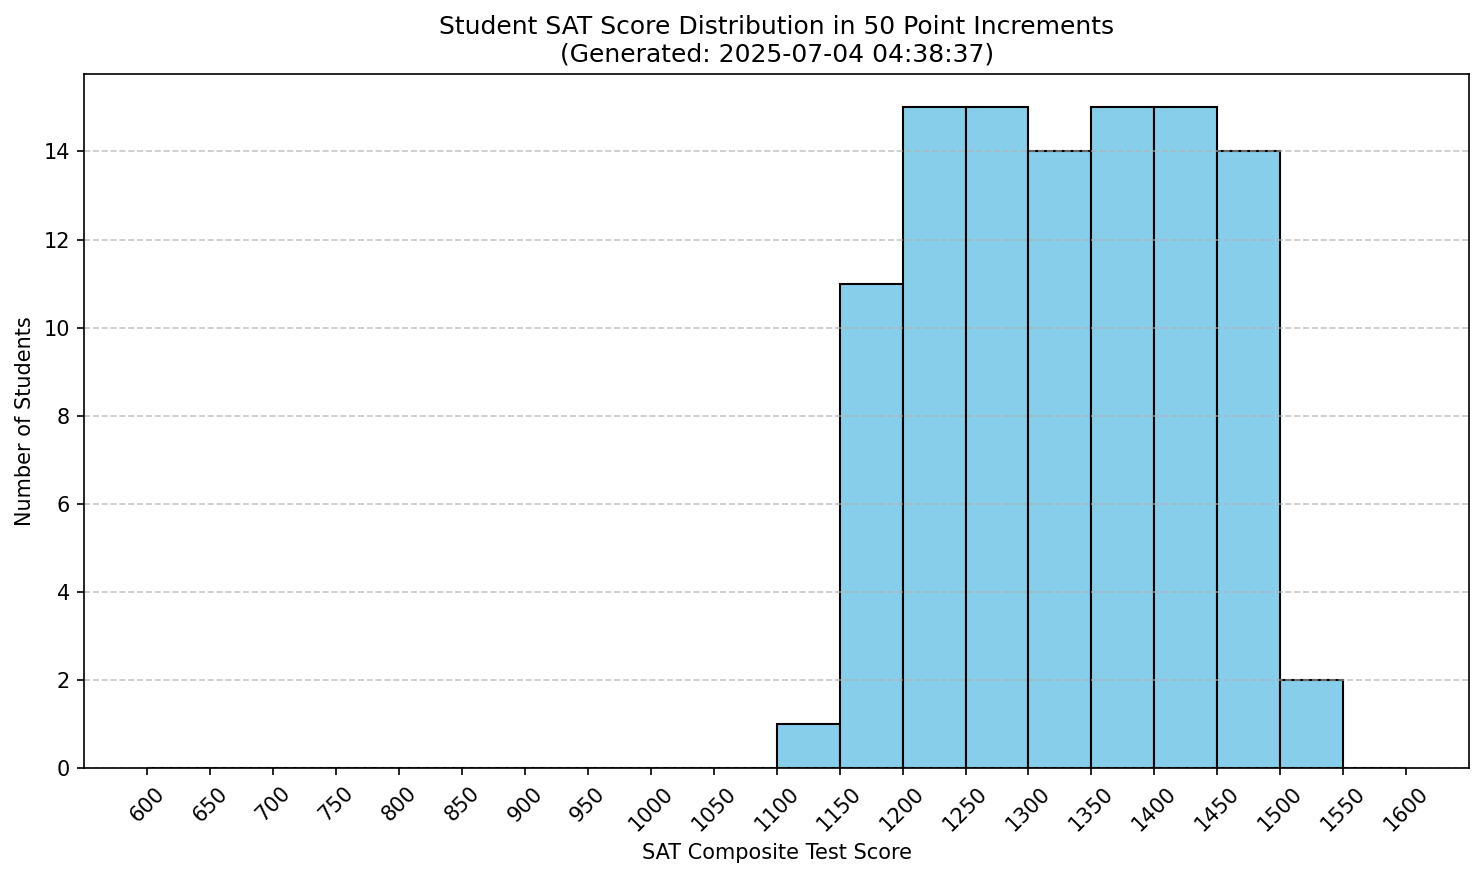 Student SAT Score Distribution in 50 Point Increments
(Generated: 2025-07-04 04:38:37)
Number of Students
14
12
10
8
6
4
2
0
600 650 700 750 800 850 900 950 1000 1050 1100 1150 1200 1250 1300 1350 1400 1450 1500 1550 1600
SAT Composite Test Score